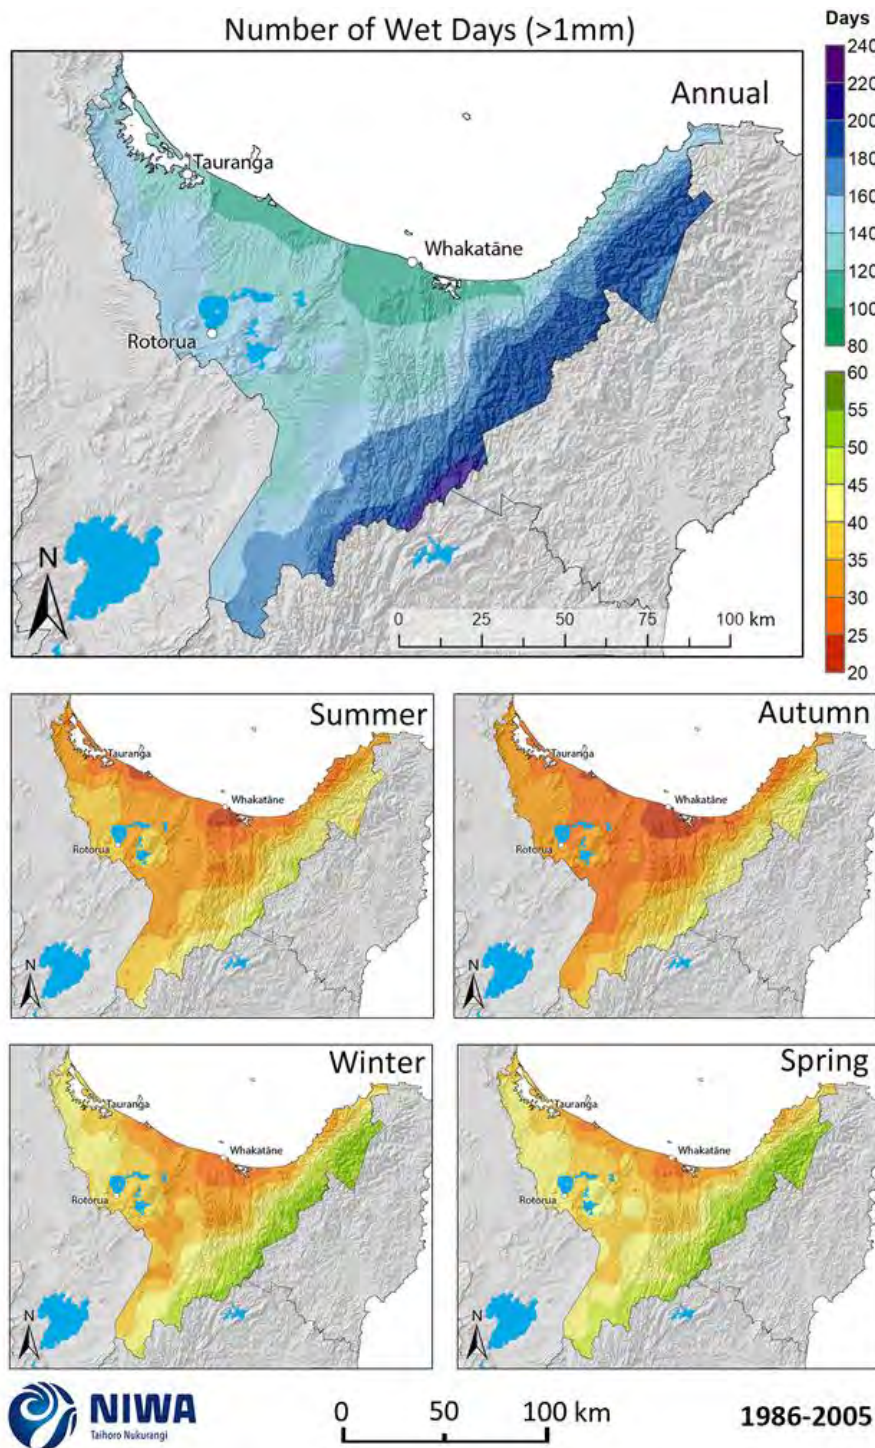 Number of Wet Days (>1mm)
Days
Annual
240
220
200
180
160
140
120
100
80
60
55
50
45
40
35
30
25
20
Tauranga
Whakatāne
Rotorua
N
0 25 50 75 100 km
Summer
Tauranga
Whakatāne
Rotorua
N
Autumn
Tauranga
Whakatāne
Rotorua
N
Winter
Tauranga
Whakatāne
Rotorua
N
Spring
Tauranga
Whakatāne
Rotorua
N
NIWA
Taihoro Nukurangi
0 50 100 km
1986-2005